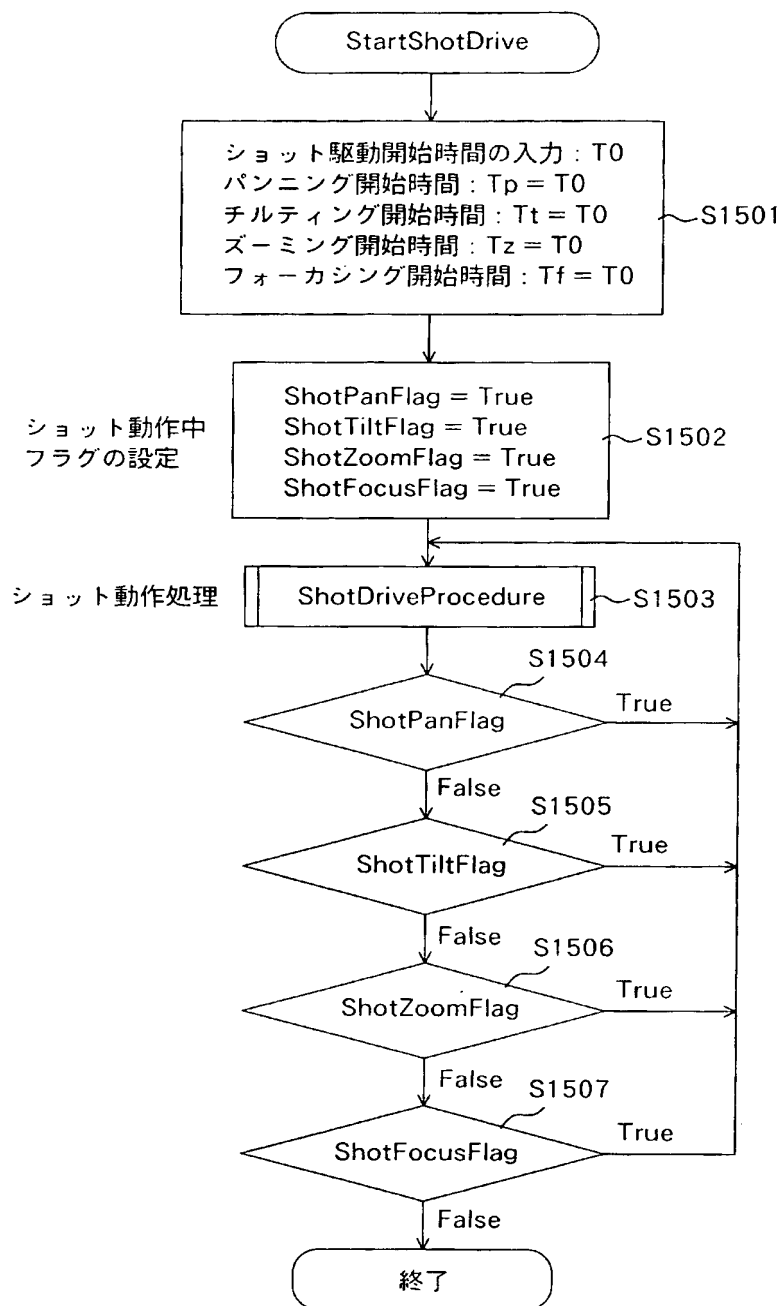 StartShotDrive
ショット駆動開始時間の入力：T0
パンニング開始時間：Tp = T0
チルティング開始時間：Tt = T0
ズーミング開始時間：Tz = T0
フォーカシング開始時間：Tf = T0
S1501
ショット動作中
フラグの設定
ShotPanFlag = True
ShotTiltFlag = True
ShotZoomFlag = True
ShotFocusFlag = True
S1502
ショット動作処理
ShotDriveProcedure
S1503
S1504
ShotPanFlag
True
False
S1505
ShotTiltFlag
True
False
S1506
ShotZoomFlag
True
False
S1507
ShotFocusFlag
True
False
終了